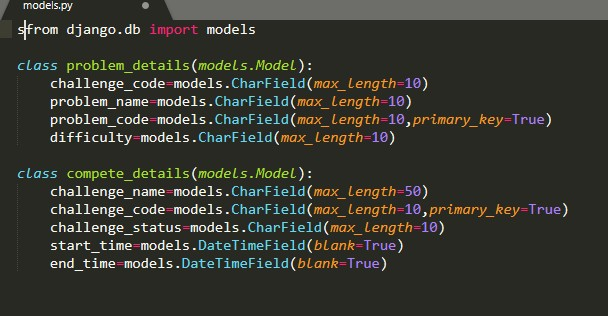 models.py
sfrom django.db import models
class problem_details(models.Model):
challenge_code=models.CharField(max_length=10)
problem_name=models.CharField(max_length=10)
problem_code=models.CharField(max_length=10,primary_key=True)
difficulty=models.CharField(max_length=10)
class compete_details(models.Model):
challenge_name=models.CharField(max_length=50)
challenge_code=models.CharField(max_length=10,primary_key=True)
challenge_status=models.CharField(max_length=10)
start_time=models.DateTimeField(blank=True)
end_time=models.DateTimeField(blank=True)